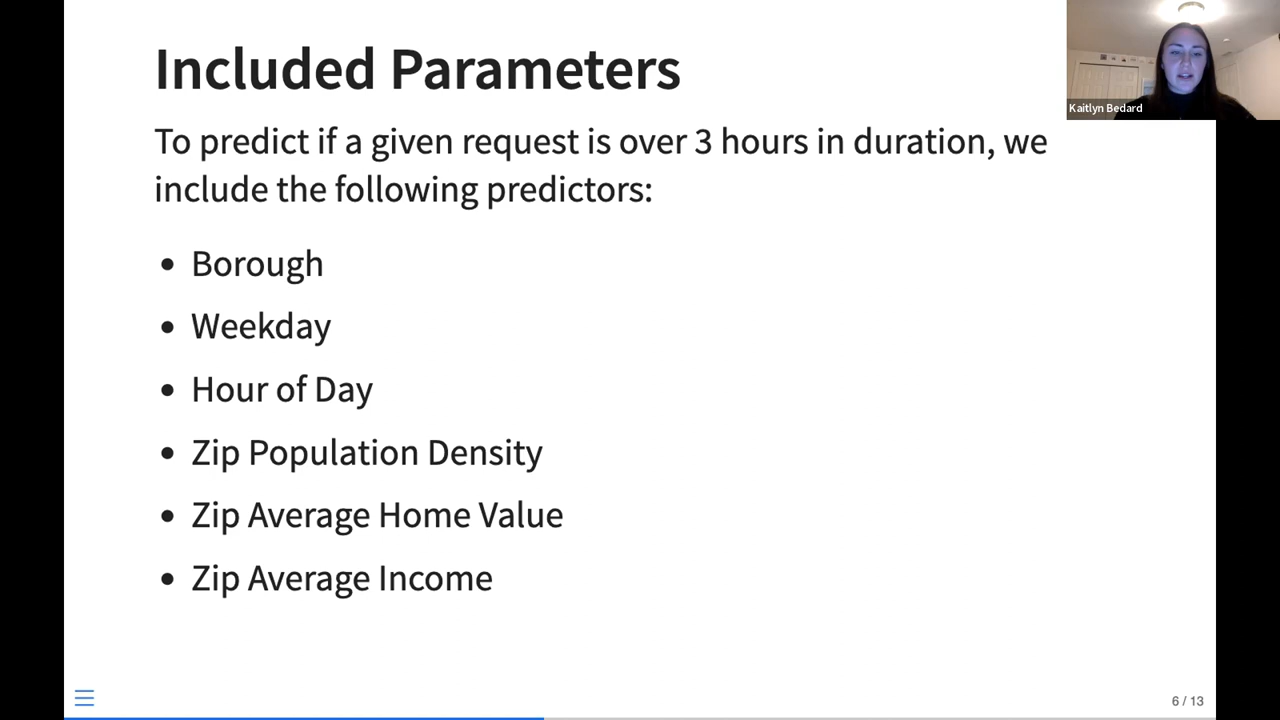 Included Parameters
To predict if a given request is over 3 hours in duration, we
include the following predictors:
• Borough
• Weekday
• Hour of Day
• Zip Population Density
• Zip Average Home Value
• Zip Average Income
Kaitlyn Bedard
6 / 13